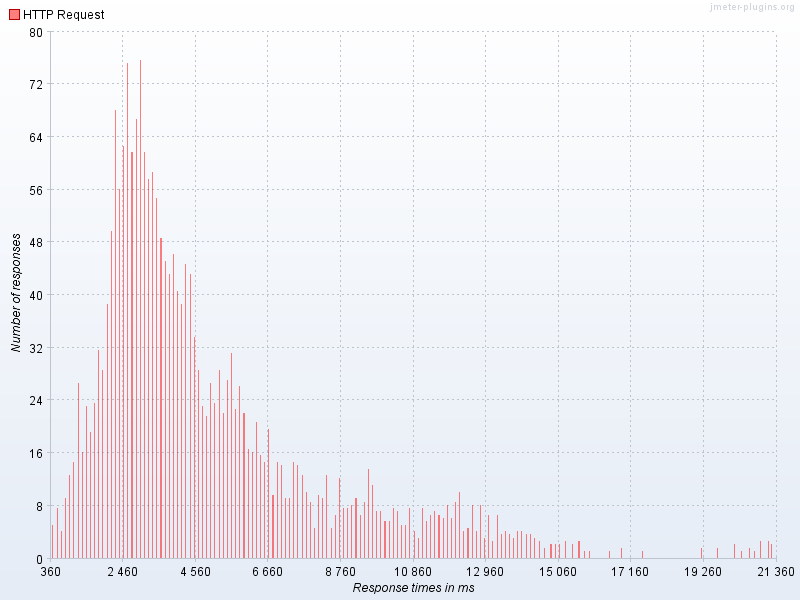 jmeter-plugins.org
HTTP Request
80
72
64
56
48
40
32
24
16
8
0
Number of responses
360 2 460 4 560 6 660 8 760 10 860 12 960 15 060 17 160 19 260 21 360
Response times in ms